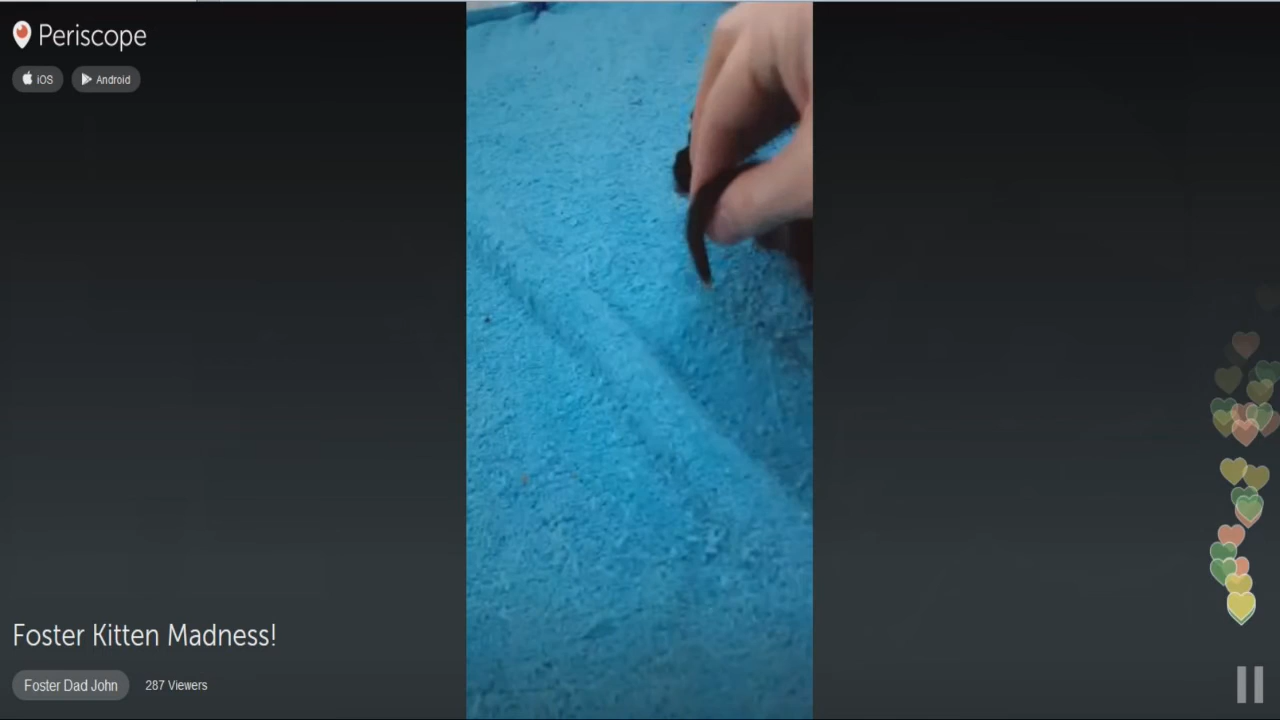 Periscope
iOS Android
Foster Kitten Madness!
Foster Dad John 287 Viewers